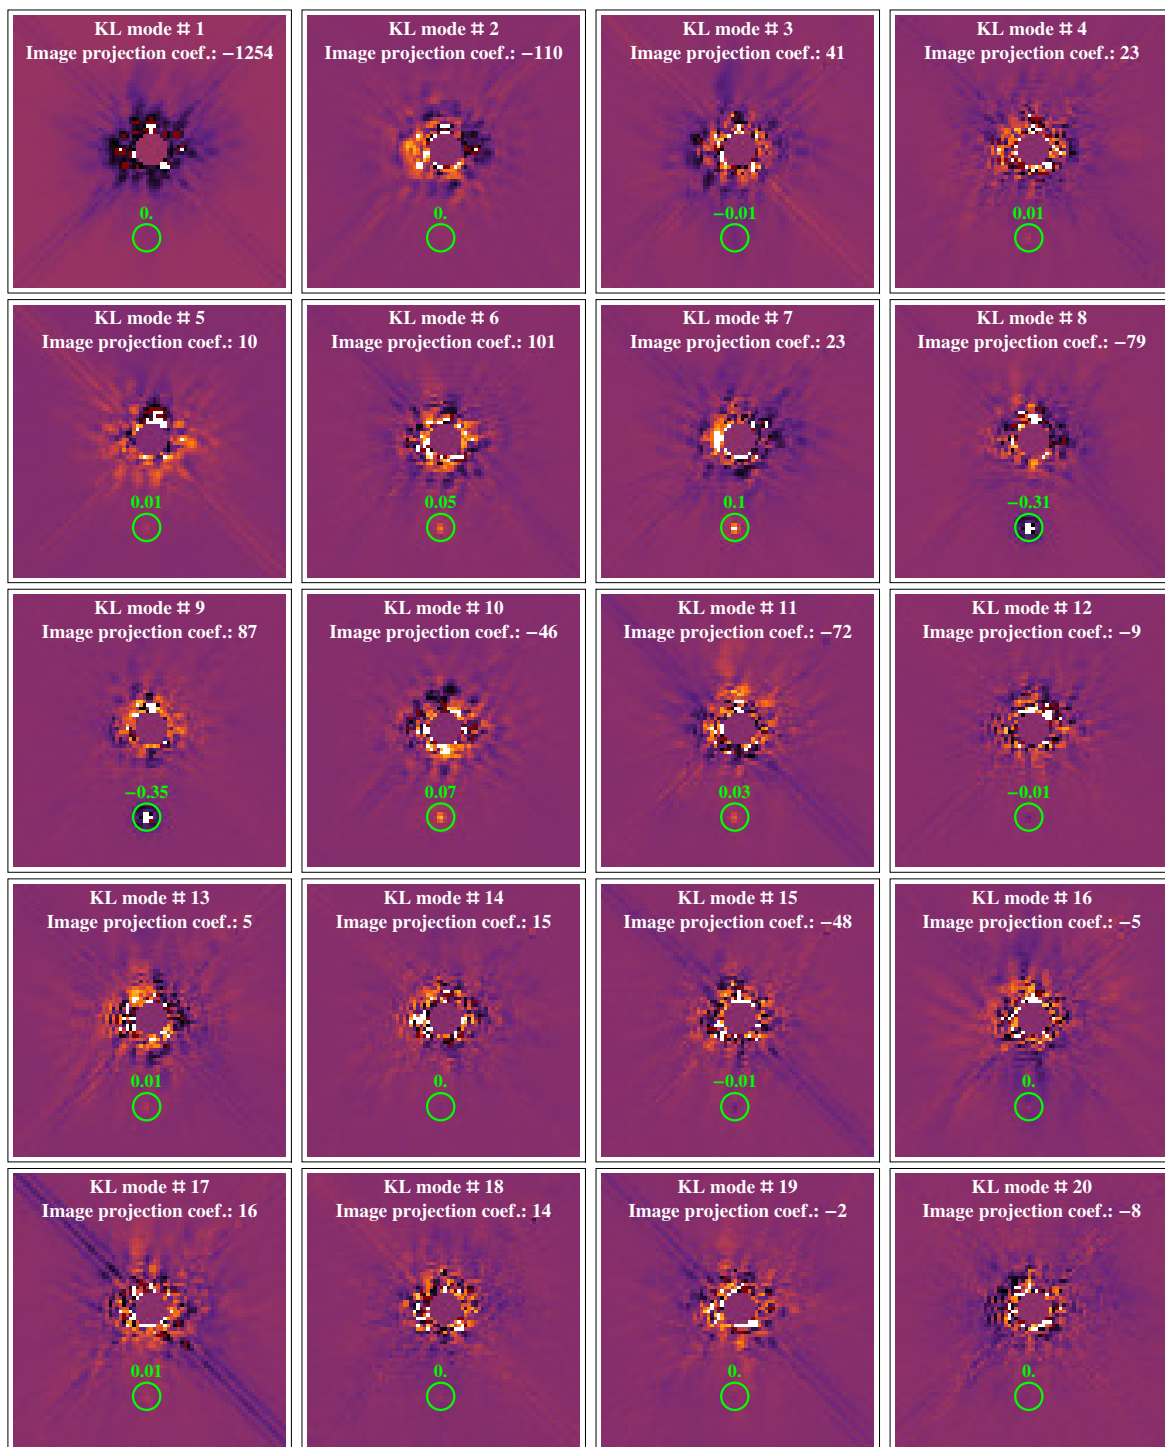 KL mode # 1
Image projection coef.: −1254
0.
KL mode # 2
Image projection coef.: −110
0.
KL mode # 3
Image projection coef.: 41
−0.01
KL mode # 4
Image projection coef.: 23
0.01
KL mode # 5
Image projection coef.: 10
0.01
KL mode # 6
Image projection coef.: 101
0.05
KL mode # 7
Image projection coef.: 23
0.1
KL mode # 8
Image projection coef.: −79
−0.31
KL mode # 9
Image projection coef.: 87
−0.35
KL mode # 10
Image projection coef.: −46
0.07
KL mode # 11
Image projection coef.: −72
0.03
KL mode # 12
Image projection coef.: −9
−0.01
KL mode # 13
Image projection coef.: 5
0.01
KL mode # 14
Image projection coef.: 15
0.
KL mode # 15
Image projection coef.: −48
−0.01
KL mode # 16
Image projection coef.: −5
0.
KL mode # 17
Image projection coef.: 16
0.01
KL mode # 18
Image projection coef.: 14
0.
KL mode # 19
Image projection coef.: −2
0.
KL mode # 20
Image projection coef.: −8
0.